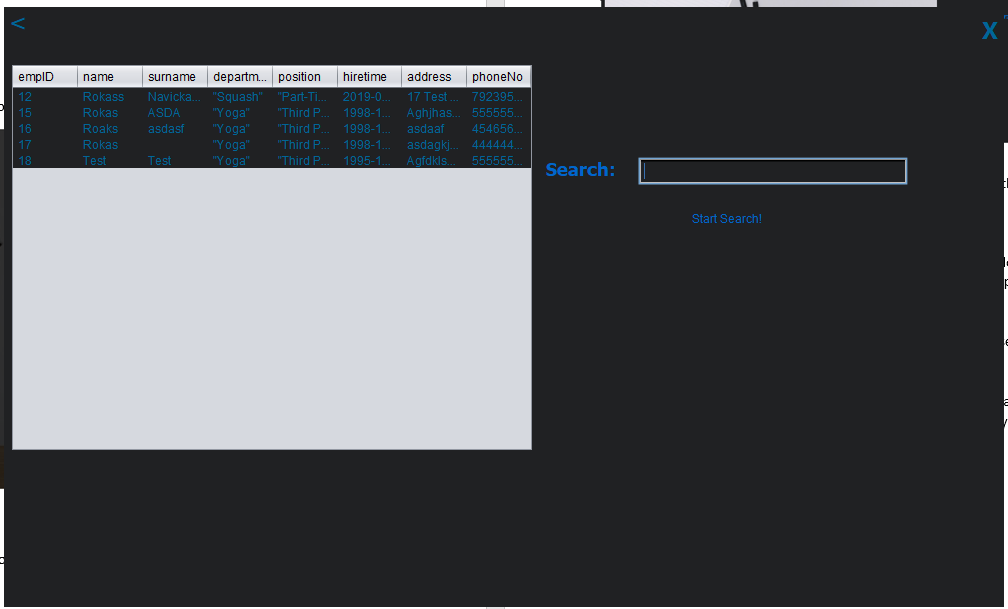 <
X
empID name surname departm... position hiretime address phoneNo
12 Rokass Navicka... "Squash" "Part-Ti... 2019-0... 17 Test ... 792395...
15 Rokas ASDA "Yoga" "Third P... 1998-1... Aghjhas... 555555...
16 Roaks asdasf "Yoga" "Third P... 1998-1... asdaaf 454656...
17 Rokas "Yoga" "Third P... 1998-1... asdagkj... 444444...
18 Test Test "Yoga" "Third P... 1995-1... Agfdkls... 555555...
Search:
Start Search!